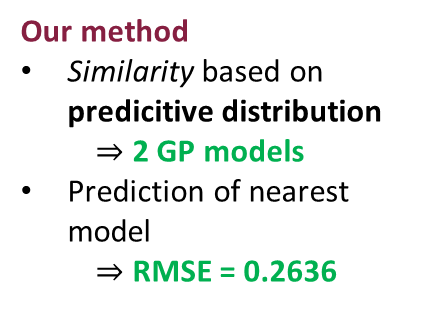 Our method
• Similarity based on
predicitive distribution
⇒ 2 GP models
• Prediction of nearest
model
⇒ RMSE = 0.2636